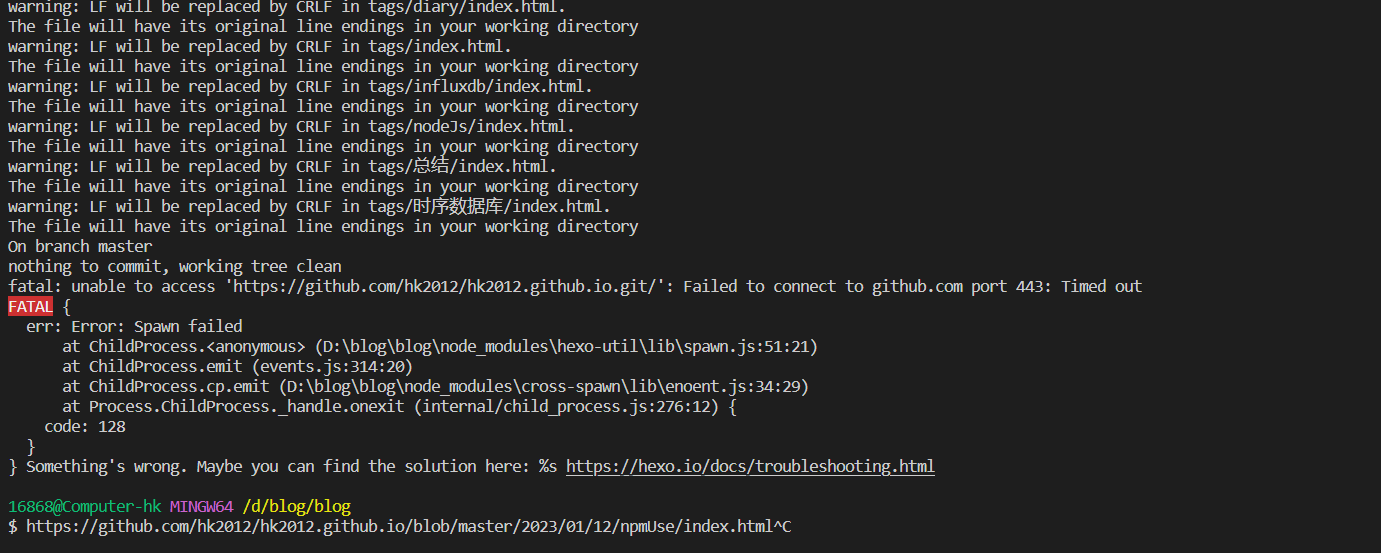 warning: LF will be replaced by CRLF in tags/diary/index.html.
The file will have its original line endings in your working directory
warning: LF will be replaced by CRLF in tags/index.html.
The file will have its original line endings in your working directory
warning: LF will be replaced by CRLF in tags/influxdb/index.html.
The file will have its original line endings in your working directory
warning: LF will be replaced by CRLF in tags/nodeJs/index.html.
The file will have its original line endings in your working directory
warning: LF will be replaced by CRLF in tags/总结/index.html.
The file will have its original line endings in your working directory
warning: LF will be replaced by CRLF in tags/时序数据库/index.html.
The file will have its original line endings in your working directory
On branch master
nothing to commit, working tree clean
fatal: unable to access 'https://github.com/hk2012/hk2012.github.io.git/': Failed to connect to github.com port 443: Timed out
FATAL {
  err: Error: Spawn failed
      at ChildProcess.<anonymous> (D:\blog\blog\node_modules\hexo-util\lib\spawn.js:51:21)
      at ChildProcess.emit (events.js:314:20)
      at ChildProcess.cp.emit (D:\blog\blog\node_modules\cross-spawn\lib\enoent.js:34:29)
      at Process.ChildProcess._handle.onexit (internal/child_process.js:276:12) {
    code: 128
  }
} Something's wrong. Maybe you can find the solution here: %s https://hexo.io/docs/troubleshooting.html
16868@Computer-hk MINGW64 /d/blog/blog
$ https://github.com/hk2012/hk2012.github.io/blob/master/2023/01/12/npmUse/index.html^C